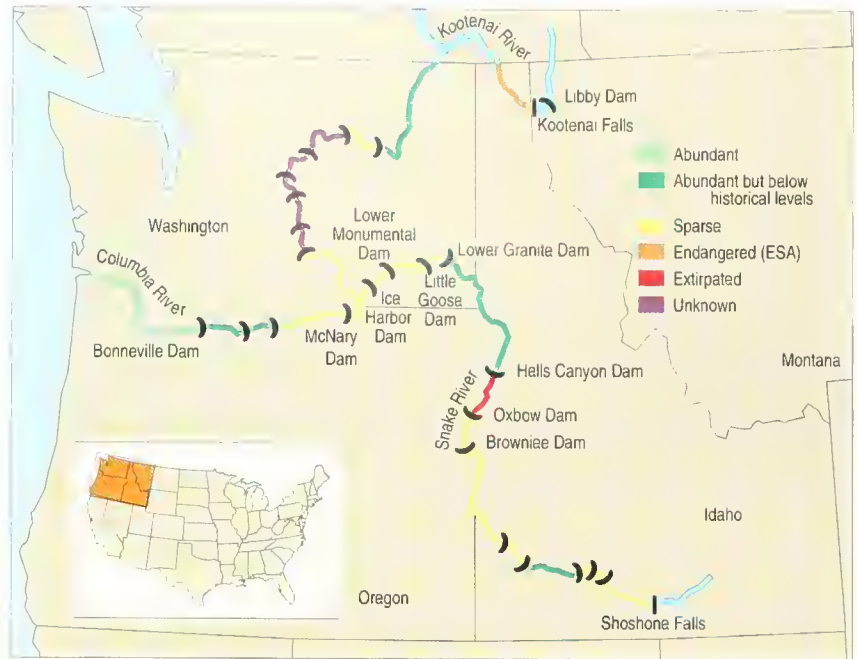 Kootenai River
Libby Dam
Kootenai Falls
Abundant
Abundant but below
historical levels
Sparse
Endangered (ESA)
Extirpated
Unknown
Washington
Lower
Monumental
Dam
Lower Granite Dam
Columbia River
Little
Goose
Dam
Ice
Harbor
Dam
McNary
Dam
Bonneville Dam
Hells Canyon Dam
Montana
Snake River
Oxbow Dam
Brownlee Dam
Idaho
Oregon
Shoshone Falls